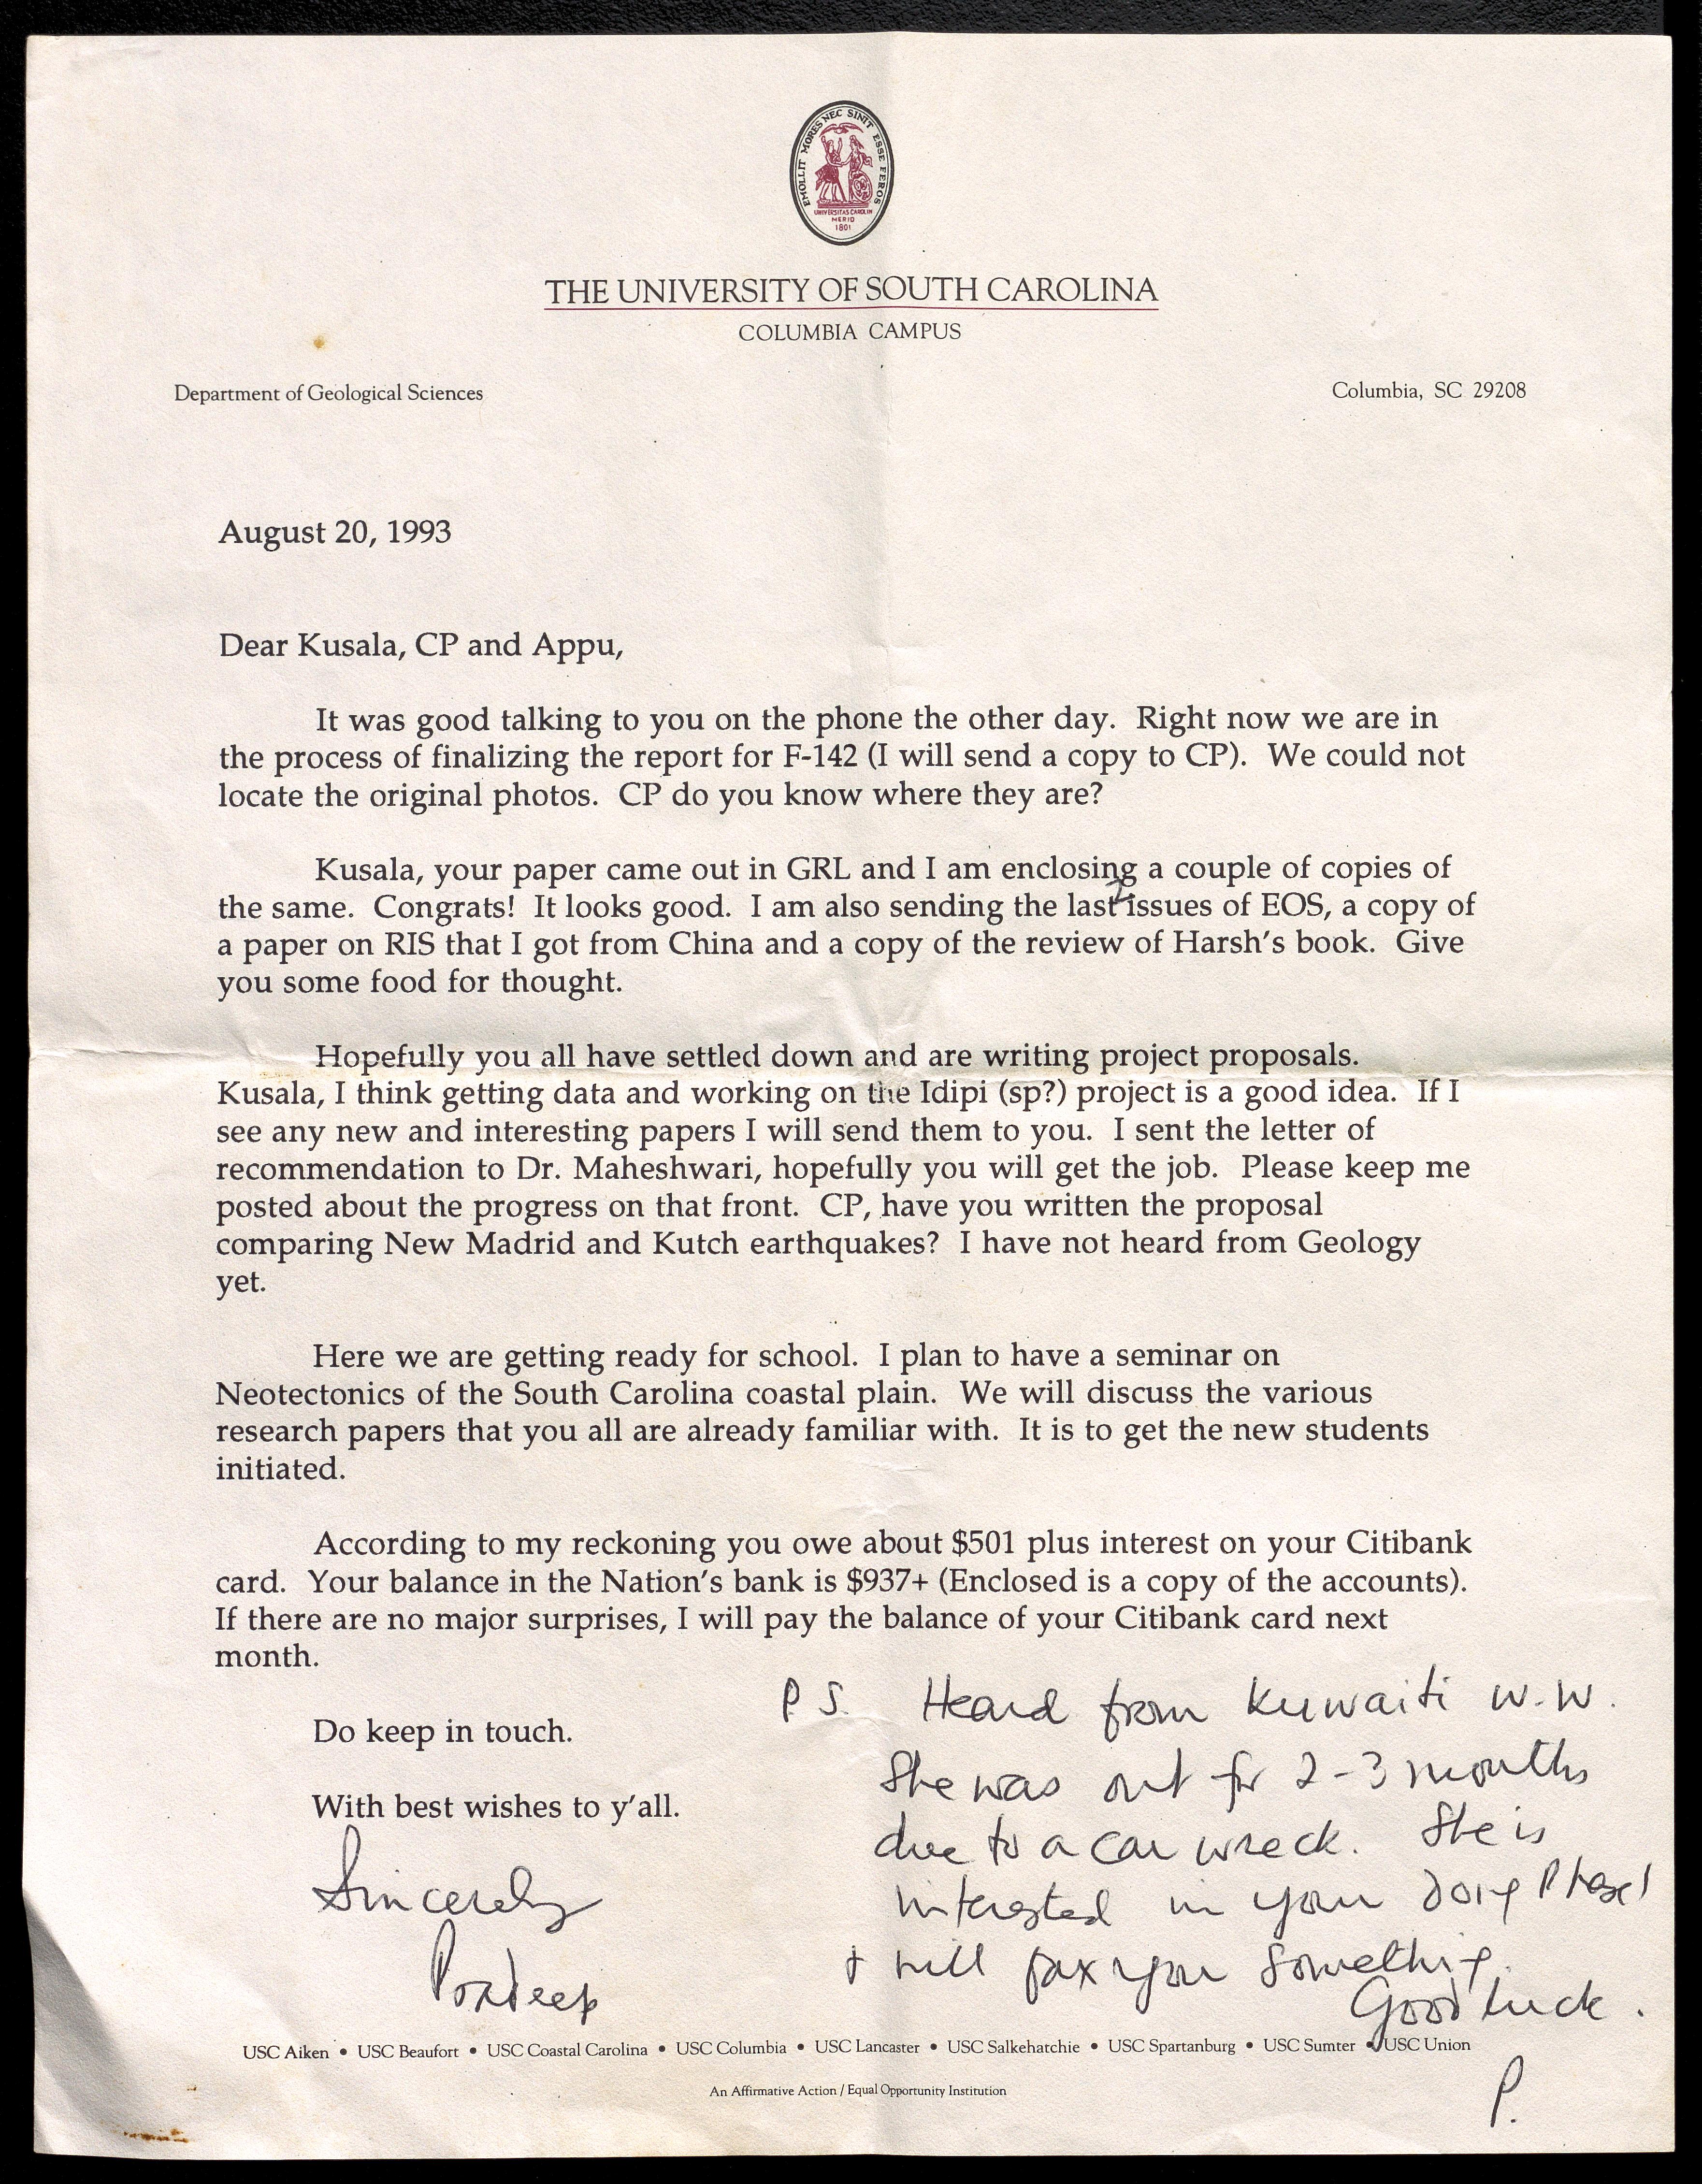 EMOLLIT MORES NEC SINIT ESSE FEROS
UNIVERSITAS CAROLIN
MERID
1801
THE UNIVERSITY OF SOUTH CAROLINA
COLUMBIA CAMPUS
Department of Geological Sciences
Columbia, SC 29208
August 20, 1993
Dear Kusala, CP and Appu,
It was good talking to you on the phone the other day. Right now we are in
the process of finalizing the report for F-142 (I will send a copy to CP). We could not
locate the original photos. CP do you know where they are?
Kusala, your paper came out in GRL and I am enclosing a couple of copies of
the same. Congrats! It looks good. I am also sending the last 2 issues of EOS, a copy of
a paper on RIS that I got from China and a copy of the review of Harsh's book. Give
you some food for thought.
Hopefully you all have settled down and are writing project proposals.
Kusala, I think getting data and working on the Idipi (sp?) project is a good idea. If I
see any new and interesting papers I will send them to you. I sent the letter of
recommendation to Dr. Maheshwari, hopefully you will get the job. Please keep me
posted about the progress on that front. CP, have you written the proposal
comparing New Madrid and Kutch earthquakes? I have not heard from Geology
yet.
Here we are getting ready for school. I plan to have a seminar on
Neotectonics of the South Carolina coastal plain. We will discuss the various
research papers that you all are already familiar with. It is to get the new students
initiated.
According to my reckoning you owe about $501 plus interest on your Citibank
card. Your balance in the Nation's bank is $937+ (Enclosed is a copy of the accounts).
If there are no major surprises, I will pay the balance of your Citibank card next
month.
Do keep in touch.
With best wishes to y'all.
Sincerely
Pradeep
P.S. Heard from Kuwaiti W.W.
She was out for 2-3 months
due to a car wreck. She is
interested in your doing Phase I
& will fax you something.
Good luck.
P.
USC Aiken • USC Beaufort • USC Coastal Carolina • USC Columbia • USC Lancaster • USC Salkehatchie • USC Spartanburg • USC Sumter • USC Union
An Affirmative Action / Equal Opportunity Institution